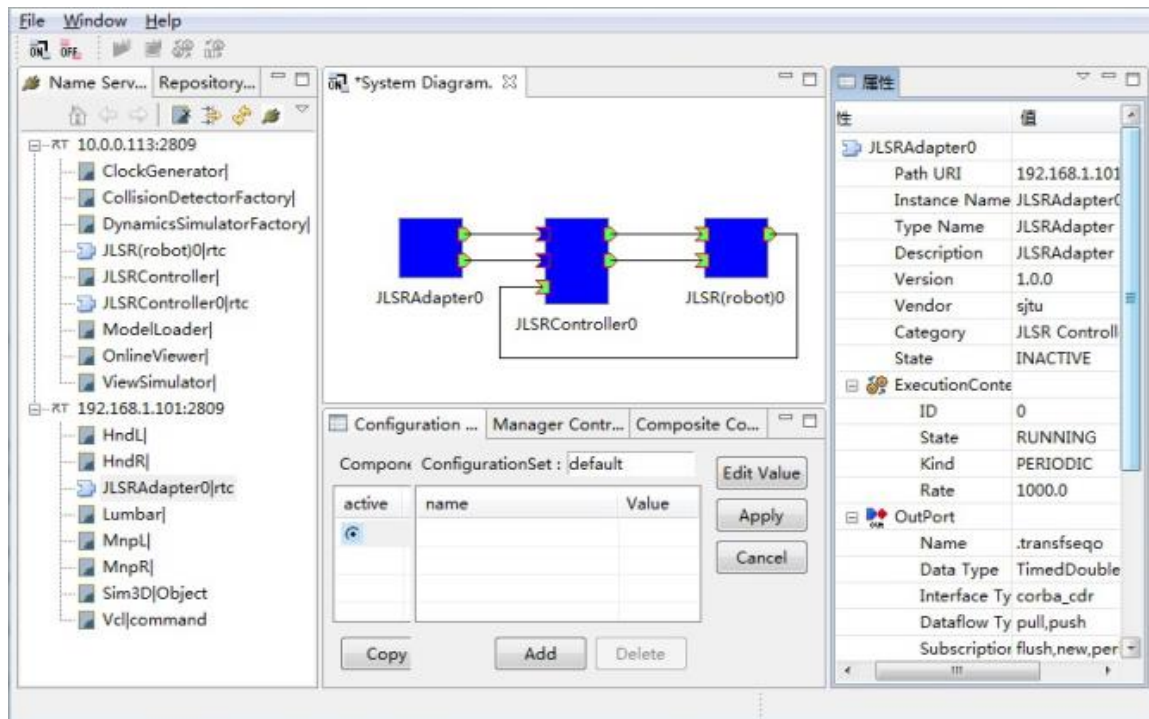 File Window Help
ON OFF
Name Serv... Repository...
10.0.0.113:2809
ClockGenerator|
CollisionDetectorFactory|
DynamicsSimulatorFactory|
JLSR(robot)0|rtc
JLSRController|
JLSRController0|rtc
ModelLoader|
OnlineViewer|
ViewSimulator|
192.168.1.101:2809
HndL|
HndR|
JLSRAdapter0|rtc
Lumbar|
MnpL|
MnpR|
Sim3D|Object
Vcl|command
*System Diagram.
JLSRAdapter0
JLSRController0
JLSR(robot)0
Configuration ... Manager Contr... Composite Co...
Compone ConfigurationSet : default
Edit Value
active name Value
Apply
Cancel
Copy Add Delete
属性
性 值
JLSRAdapter0
Path URI 192.168.1.101
Instance Name JLSRAdapter0
Type Name JLSRAdapter
Description JLSRAdapter
Version 1.0.0
Vendor sjtu
Category JLSR Controll
State INACTIVE
ExecutionConte
ID 0
State RUNNING
Kind PERIODIC
Rate 1000.0
OutPort
Name .transfseqo
Data Type TimedDouble
Interface Ty corba_cdr
Dataflow Ty pull,push
Subscription flush,new,per